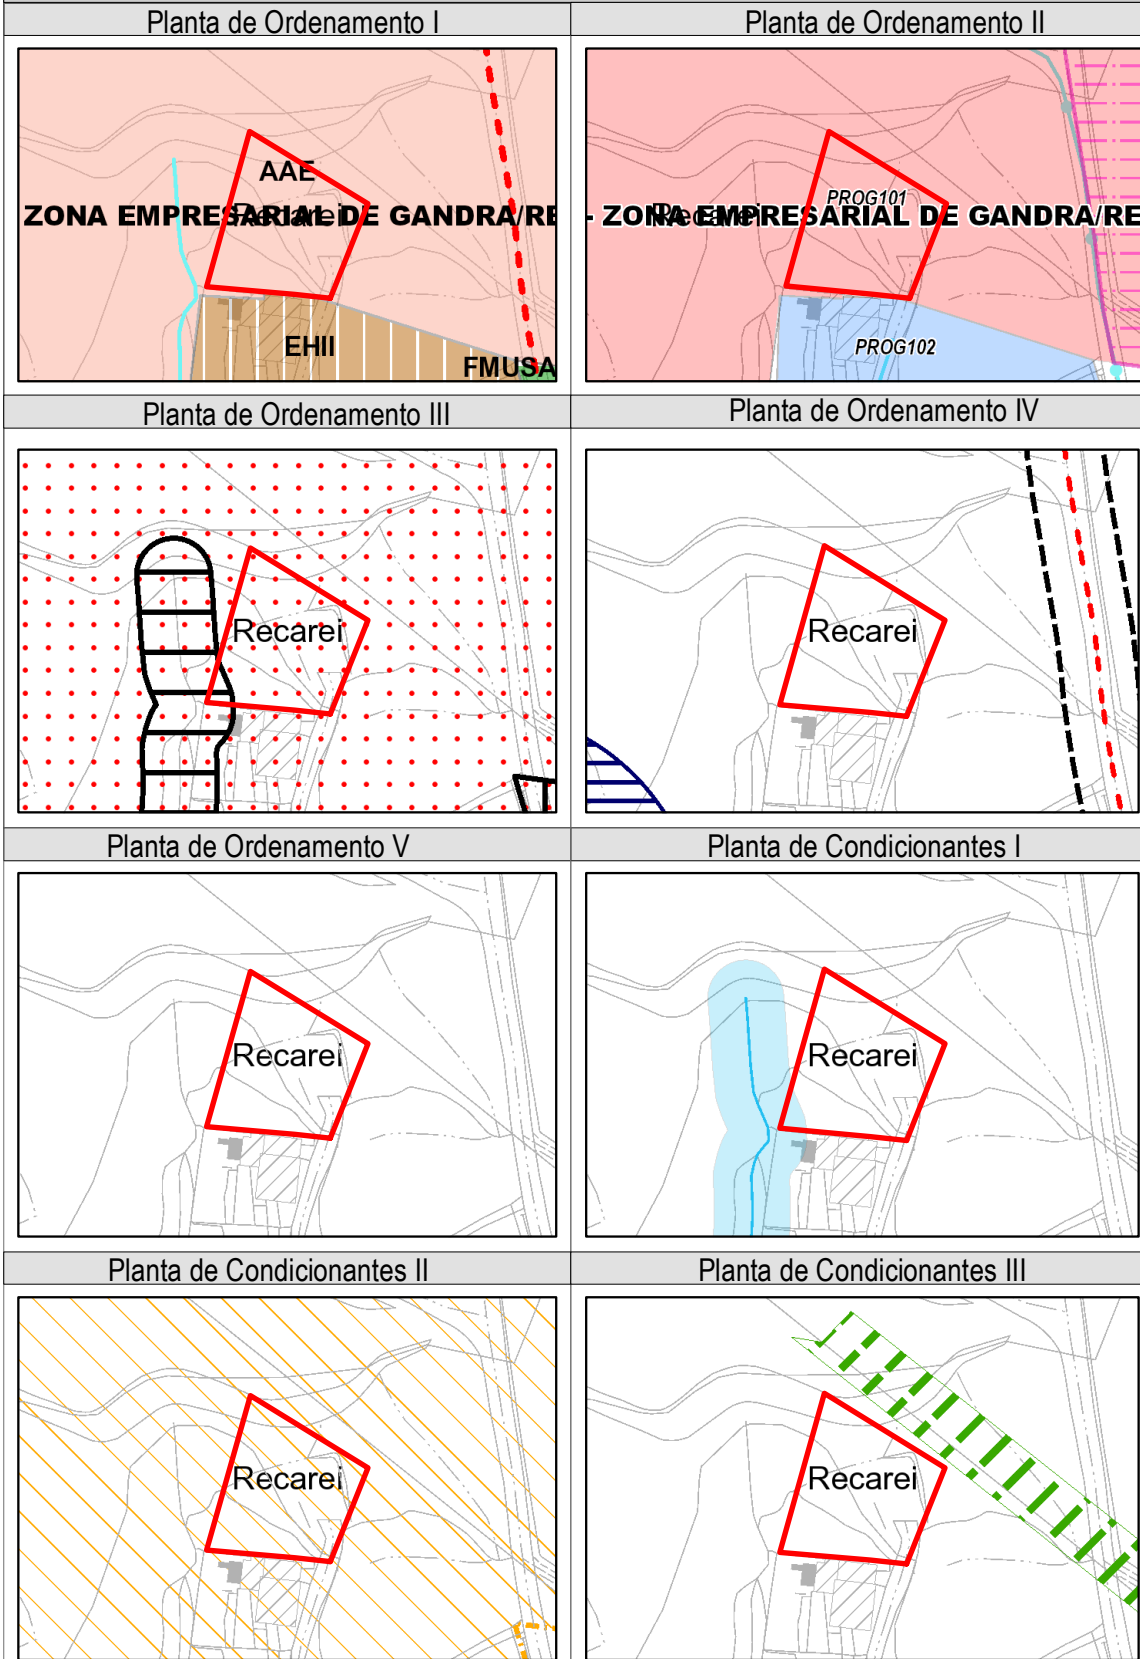 Planta de Ordenamento I
Planta de Ordenamento II
AAE
ZONA EMPRESARIAL DE GANDRA/RE
Recarei
EHII
FMUSA
PROG101
- ZONA EMPRESARIAL DE GANDRA/RE
Recarei
PROG102
Planta de Ordenamento III
Planta de Ordenamento IV
Recarei
Recarei
Planta de Ordenamento V
Planta de Condicionantes I
Recarei
Recarei
Planta de Condicionantes II
Planta de Condicionantes III
Recarei
Recarei